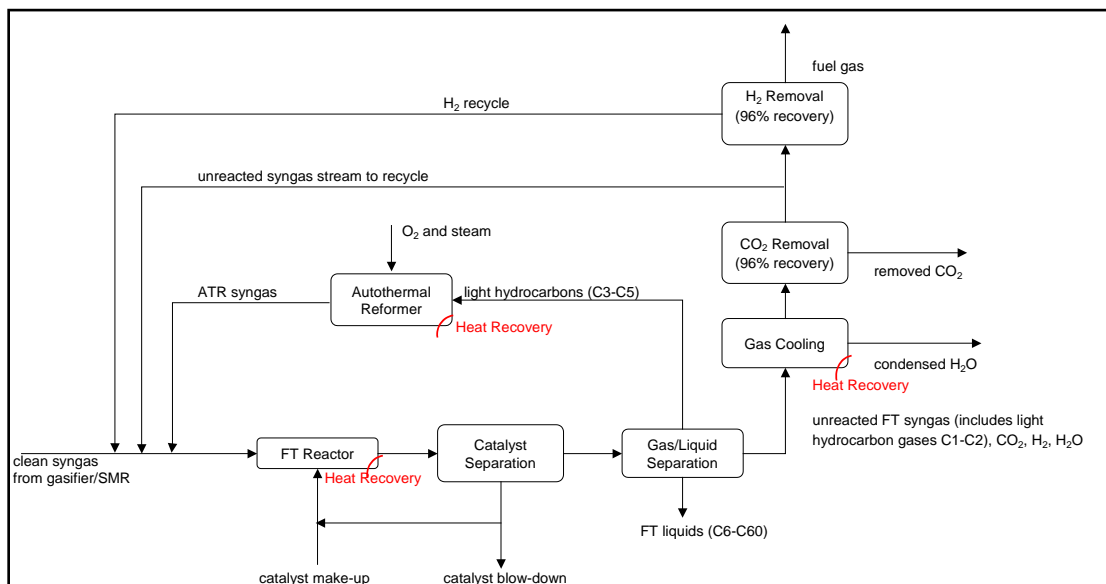 fuel gas
H₂ Removal
(96% recovery)
H₂ recycle
unreacted syngas stream to recycle
O₂ and steam
CO₂ Removal
(96% recovery)
removed CO₂
ATR syngas
Autothermal
Reformer
light hydrocarbons (C3-C5)
Heat Recovery
Gas Cooling
condensed H₂O
Heat Recovery
unreacted FT syngas (includes light
hydrocarbon gases C1-C2), CO₂, H₂, H₂O
clean syngas
from gasifier/SMR
FT Reactor
Heat Recovery
Catalyst
Separation
Gas/Liquid
Separation
FT liquids (C6-C60)
catalyst make-up
catalyst blow-down